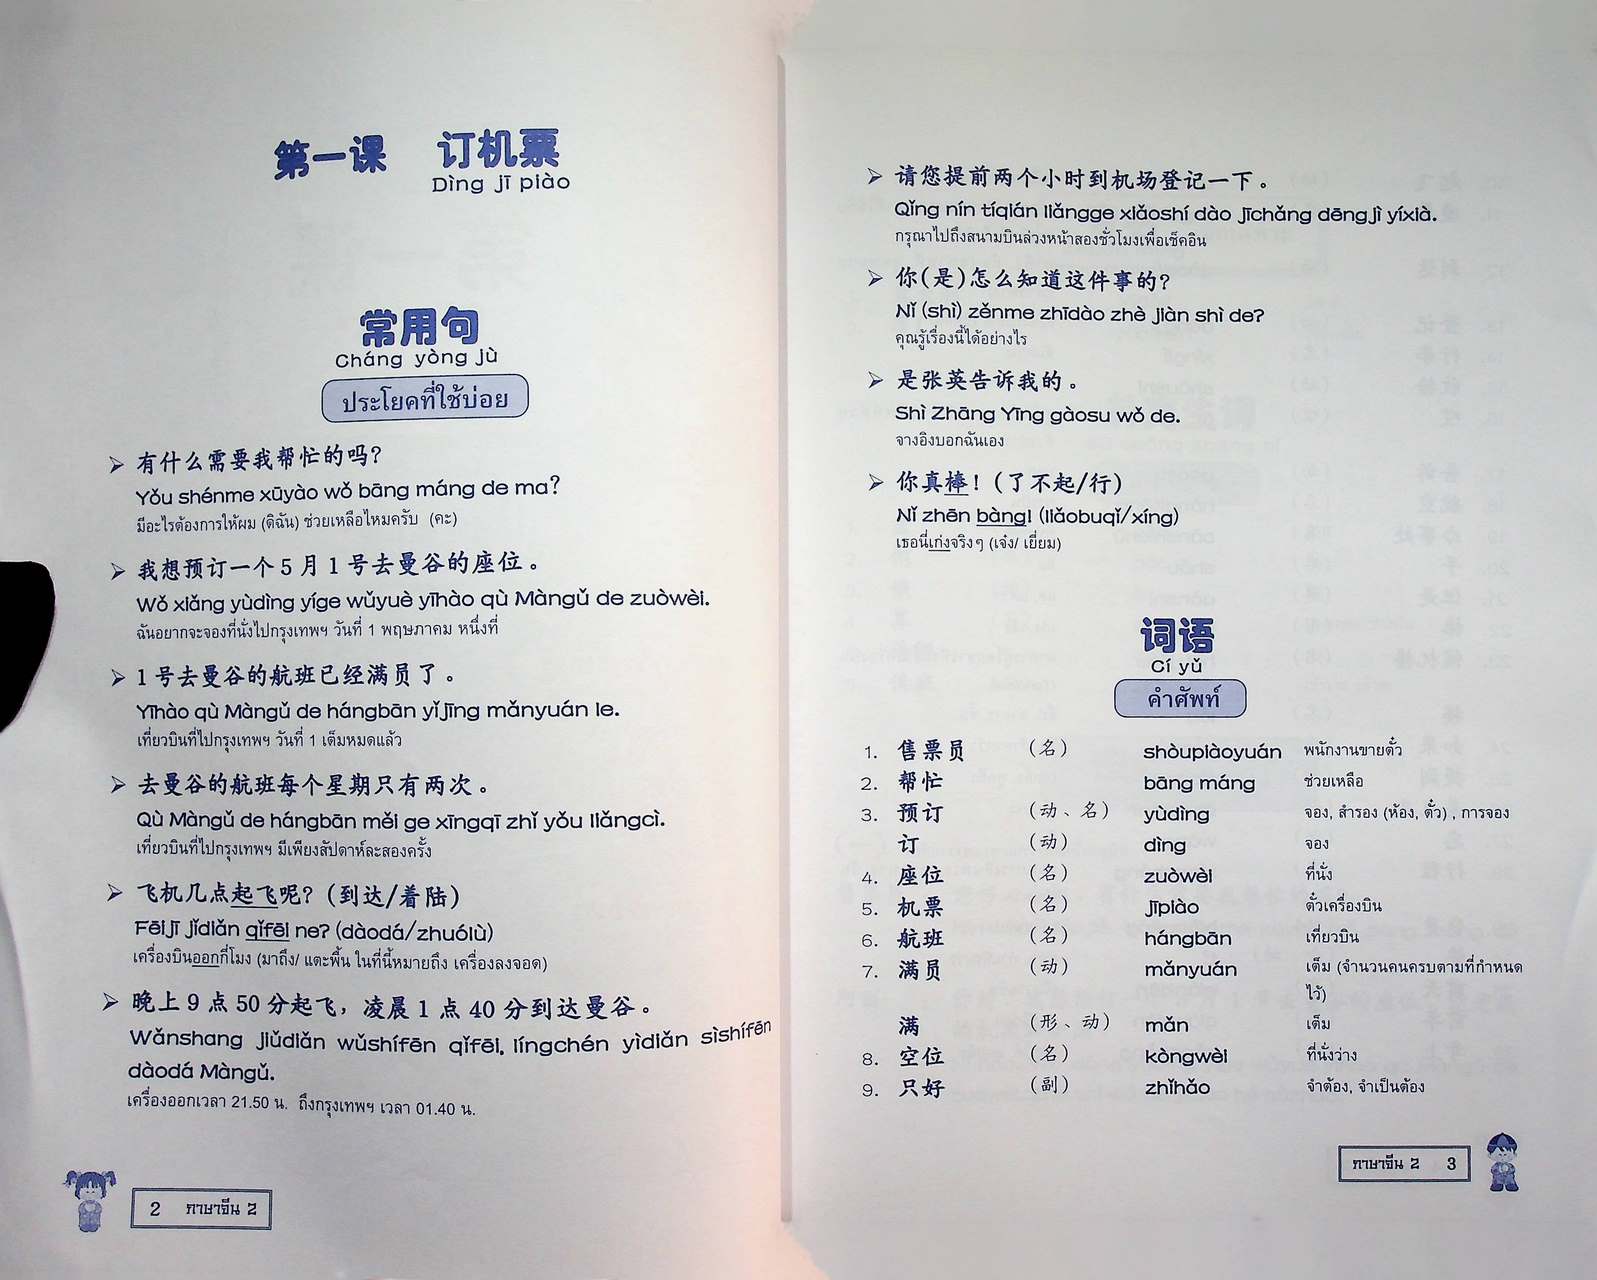 第一课 订机票
Dìng jī piào
常用句
Cháng yòng jù
ประโยคที่ใช้บ่อย
➢ 有什么需要我帮忙的吗？
Yǒu shénme xūyào wǒ bāng máng de ma?
มีอะไรต้องการให้ผม (ดิฉัน) ช่วยเหลือไหมครับ (คะ)
➢ 我想预订一个5月1号去曼谷的座位。
Wǒ xiǎng yùdìng yíge wǔyuè yīhào qù Màngǔ de zuòwèi.
ฉันอยากจะจองที่นั่งไปกรุงเทพฯ วันที่ 1 พฤษภาคม หนึ่งที่
➢ 1号去曼谷的航班已经满员了。
Yīhào qù Màngǔ de hángbān yǐjīng mǎnyuán le.
เที่ยวบินที่ไปกรุงเทพฯ วันที่ 1 เต็มหมดแล้ว
➢ 去曼谷的航班每个星期只有两次。
Qù Màngǔ de hángbān měi ge xīngqī zhǐ yǒu liǎngcì.
เที่ยวบินที่ไปกรุงเทพฯ มีเพียงสัปดาห์ละสองครั้ง
➢ 飞机几点起飞呢？（到达/着陆）
Fēijī jǐdiǎn qǐfēi ne? (dàodá/zhuólù)
เครื่องบินออกกี่โมง (มาถึง/ แตะพื้น ในที่นี้หมายถึง เครื่องลงจอด)
➢ 晚上9点50分起飞，凌晨1点40分到达曼谷。
Wǎnshang jiǔdiǎn wǔshífēn qǐfēi, língchén yìdiǎn sìshífēn
dàodá Màngǔ.
เครื่องออกเวลา 21.50 น. ถึงกรุงเทพฯ เวลา 01.40 น.
2 ภาษาจีน 2
➢ 请您提前两个小时到机场登记一下。
Qǐng nín tíqián liǎngge xiǎoshí dào jīchǎng dēngjì yíxià.
กรุณาไปถึงสนามบินล่วงหน้าสองชั่วโมงเพื่อเช็คอิน
➢ 你(是)怎么知道这件事的？
Nǐ (shì) zěnme zhīdào zhè jiàn shì de?
คุณรู้เรื่องนี้ได้อย่างไร
➢ 是张英告诉我的。
Shì Zhāng Yīng gàosu wǒ de.
จางอิงบอกฉันเอง
➢ 你真棒！（了不起/行）
Nǐ zhēn bàng! (liǎobuqǐ/xíng)
เธอนี่เก่งจริงๆ (เจ๋ง/ เยี่ยม)
词语
Cí yǔ
คำศัพท์
1. 售票员 （名） shòupiàoyuán พนักงานขายตั๋ว
2. 帮忙 bāng máng ช่วยเหลือ
3. 预订 （动、名） yùdìng จอง, สำรอง (ห้อง, ตั๋ว) , การจอง
订 （动） dìng จอง
4. 座位 （名） zuòwèi ที่นั่ง
5. 机票 （名） jīpiào ตั๋วเครื่องบิน
6. 航班 （名） hángbān เที่ยวบิน
7. 满员 （动） mǎnyuán เต็ม (จำนวนคนครบตามที่กำหนด
ไว้)
满 （形、动） mǎn เต็ม
8. 空位 （名） kòngwèi ที่นั่งว่าง
9. 只好 （副） zhǐhǎo จำต้อง, จำเป็นต้อง
ภาษาจีน 2 3